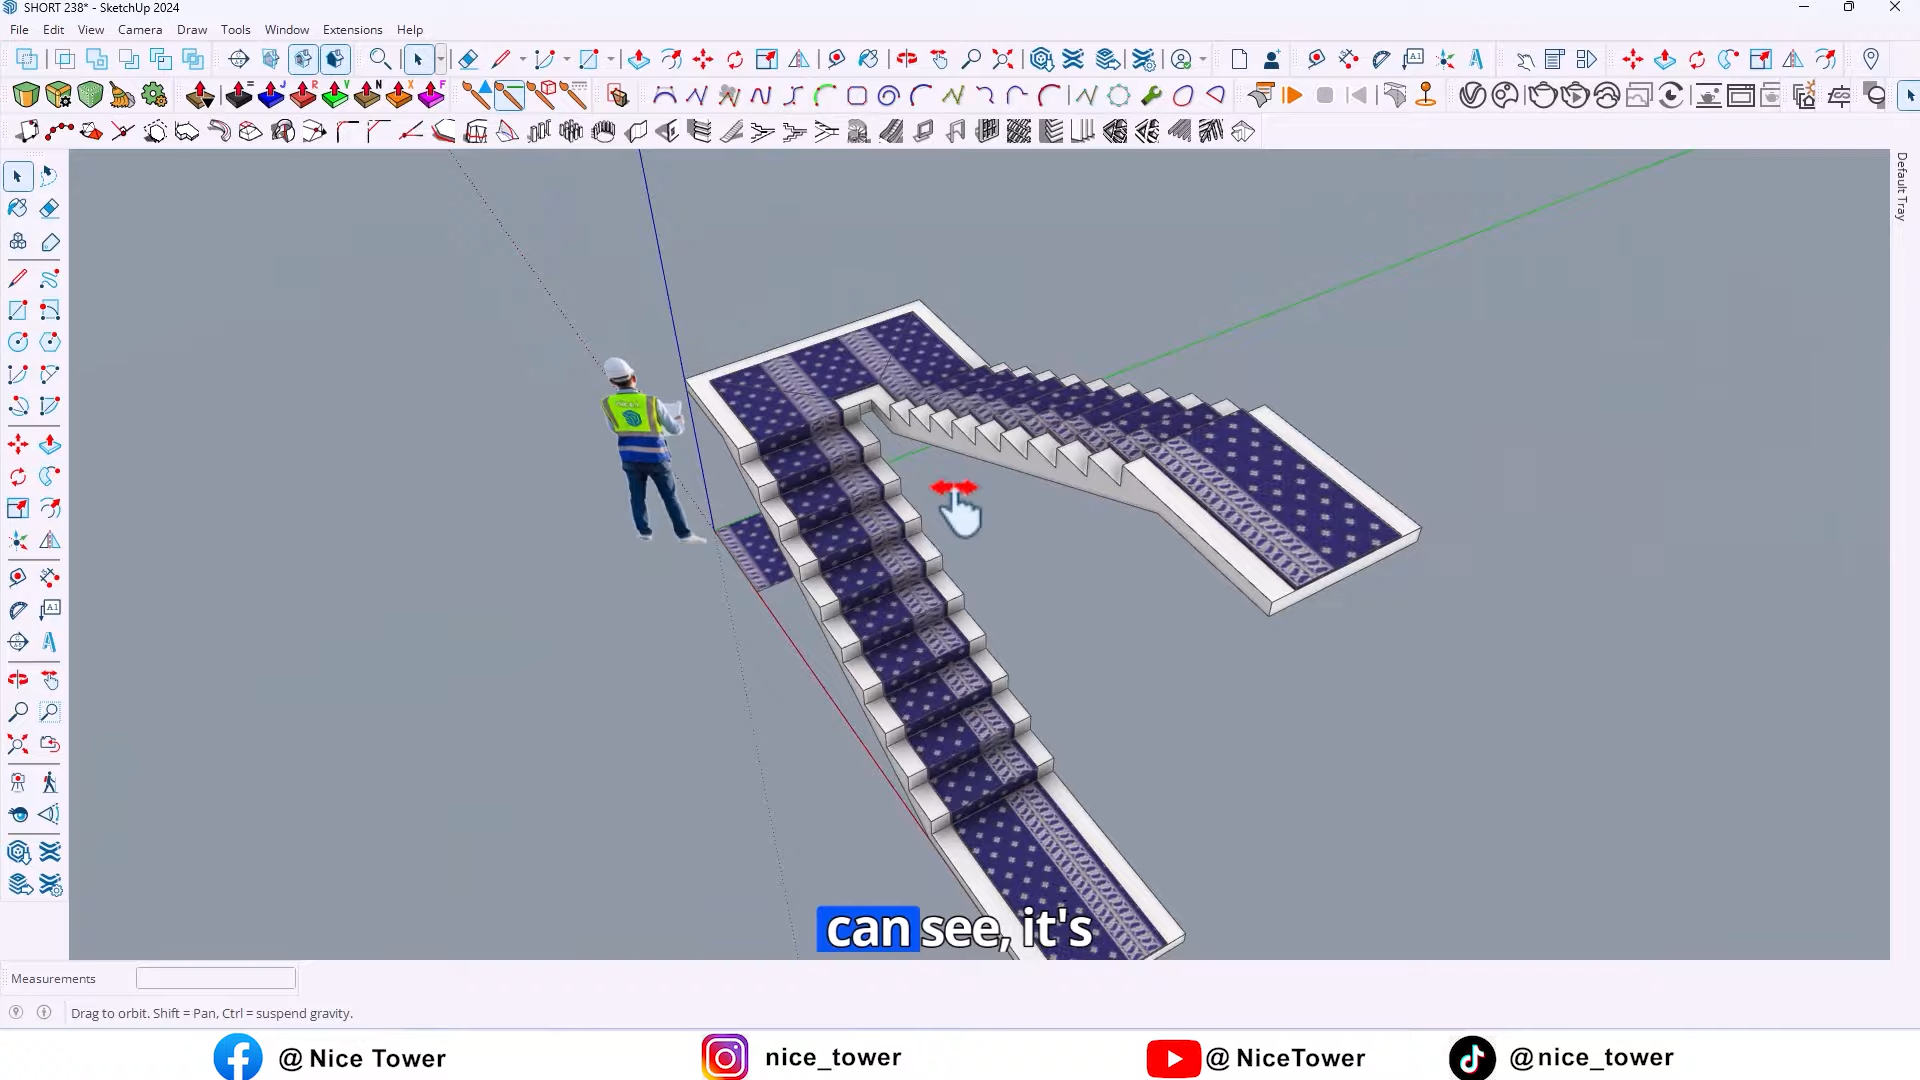 SHORT 238* - SketchUp 2024
File Edit View Camera Draw Tools Window Extensions Help
Default Tray
can see, it's
Measurements
Drag to orbit. Shift = Pan, Ctrl = suspend gravity.
@ Nice Tower
nice_tower
@ NiceTower
@nice_tower